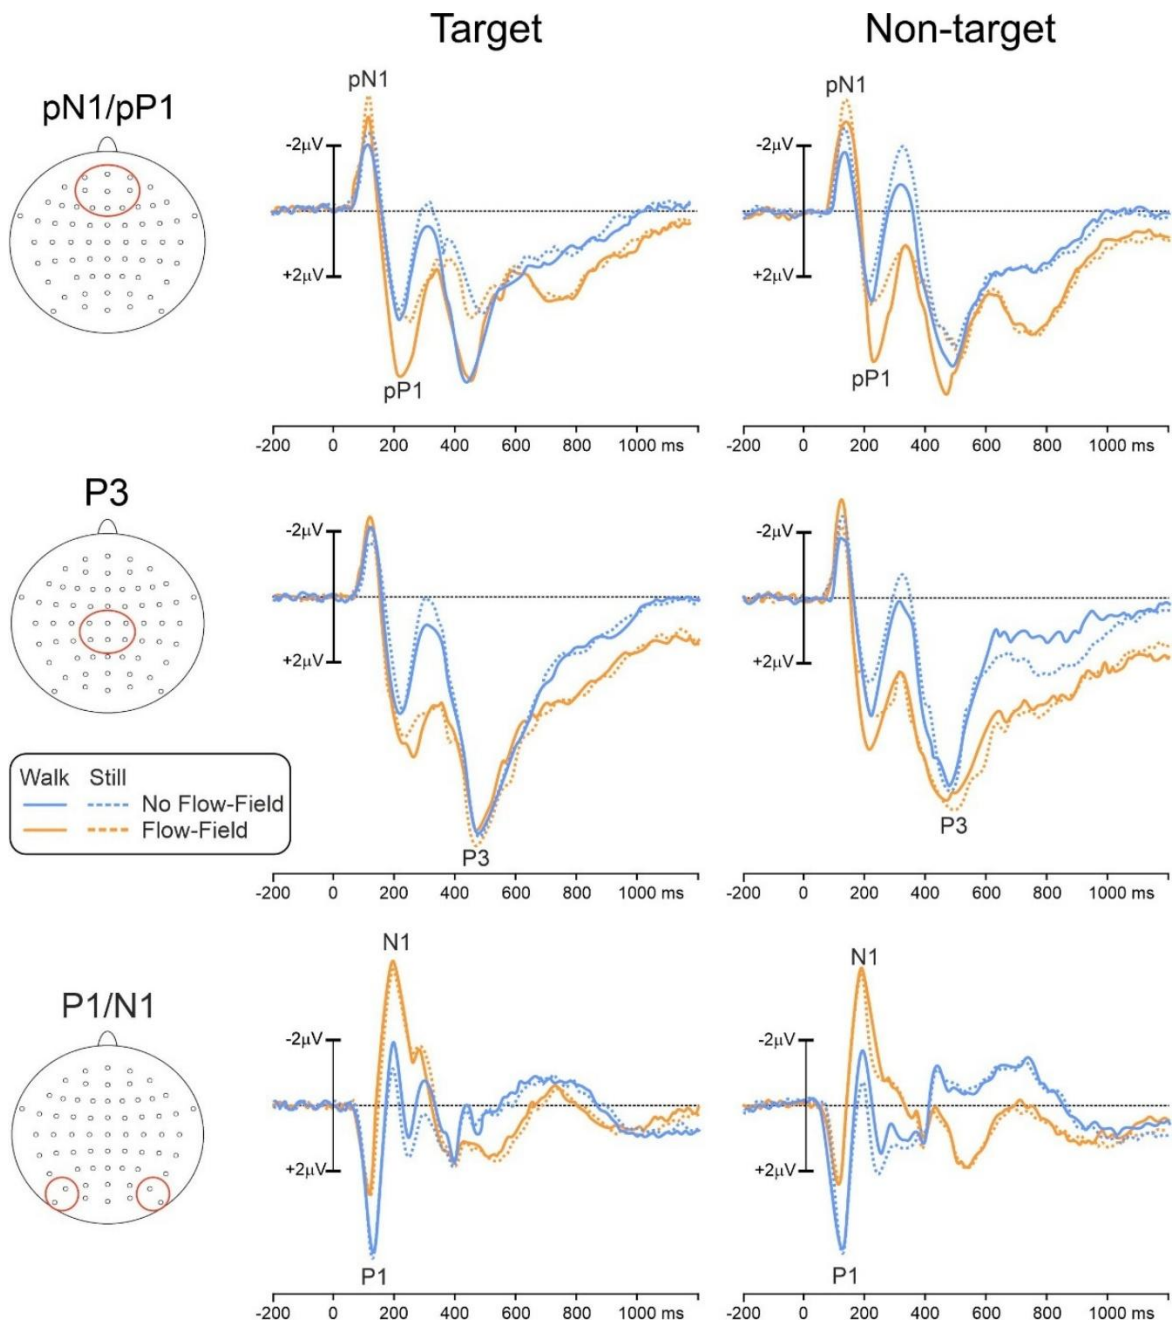 Target Non-target
pN1/pP1
pN1
-2µV
+2µV
pP1
-200 0 200 400 600 800 1000 ms
pN1
-2µV
+2µV
pP1
-200 0 200 400 600 800 1000 ms
P3
-2µV
+2µV
P3
-200 0 200 400 600 800 1000 ms
-2µV
+2µV
P3
-200 0 200 400 600 800 1000 ms
Walk Still
No Flow-Field
Flow-Field
P1/N1
N1
-2µV
+2µV
P1
-200 0 200 400 600 800 1000 ms
N1
-2µV
+2µV
P1
-200 0 200 400 600 800 1000 ms